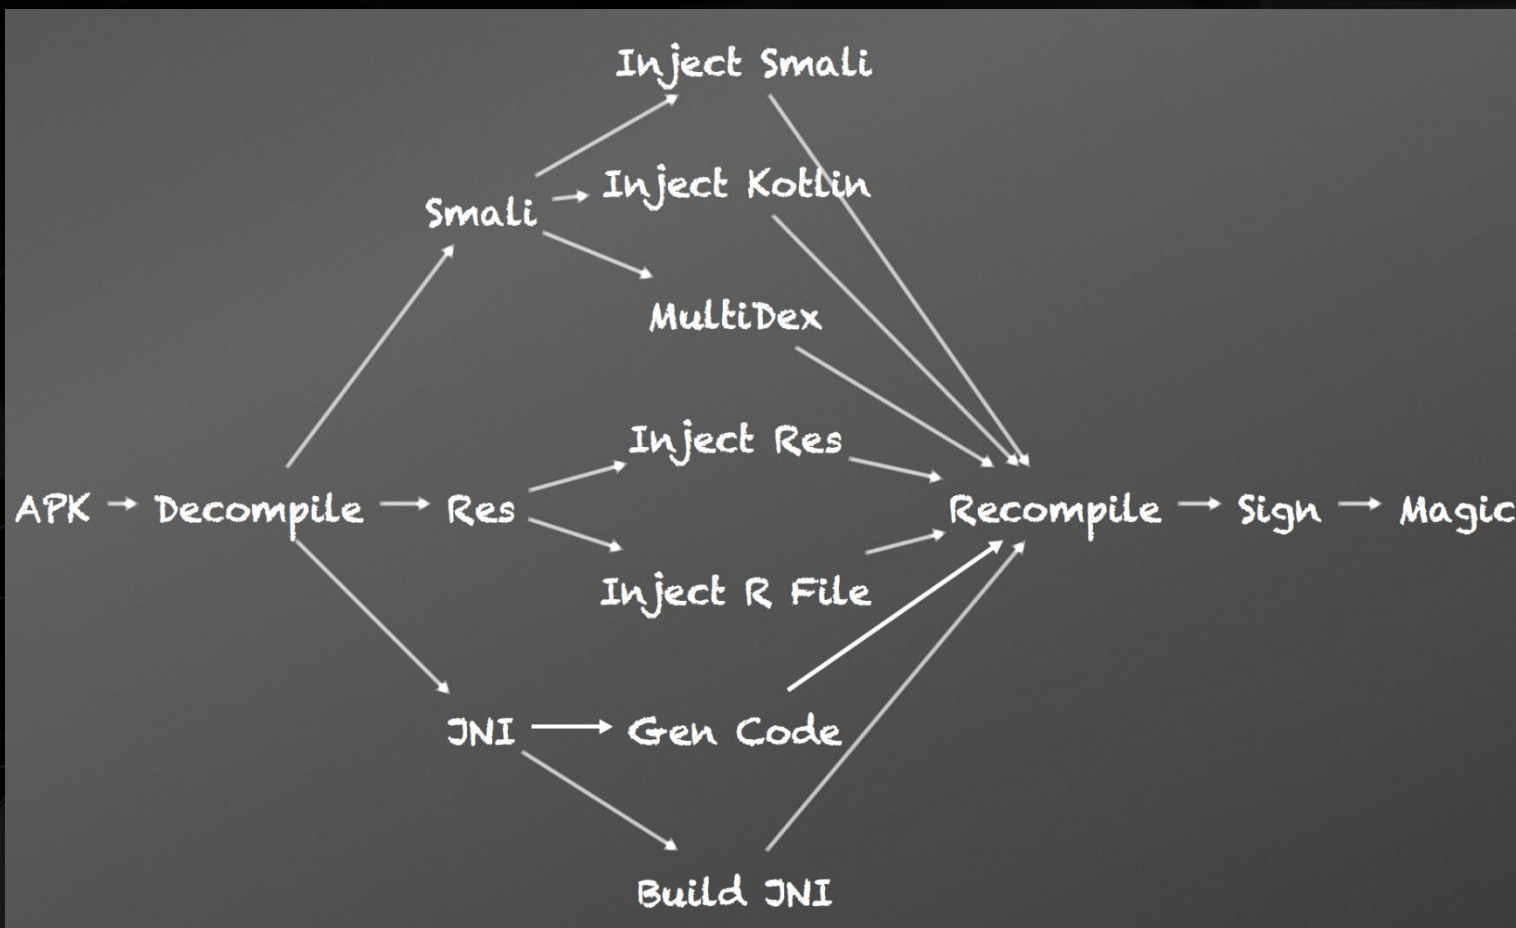 Inject Smali
Inject Kotlin
Smali
MultiDex
Inject Res
APK
Decompile
Res
Recompile
Sign
Magic
Inject R File
JNI
Gen Code
Build JNI